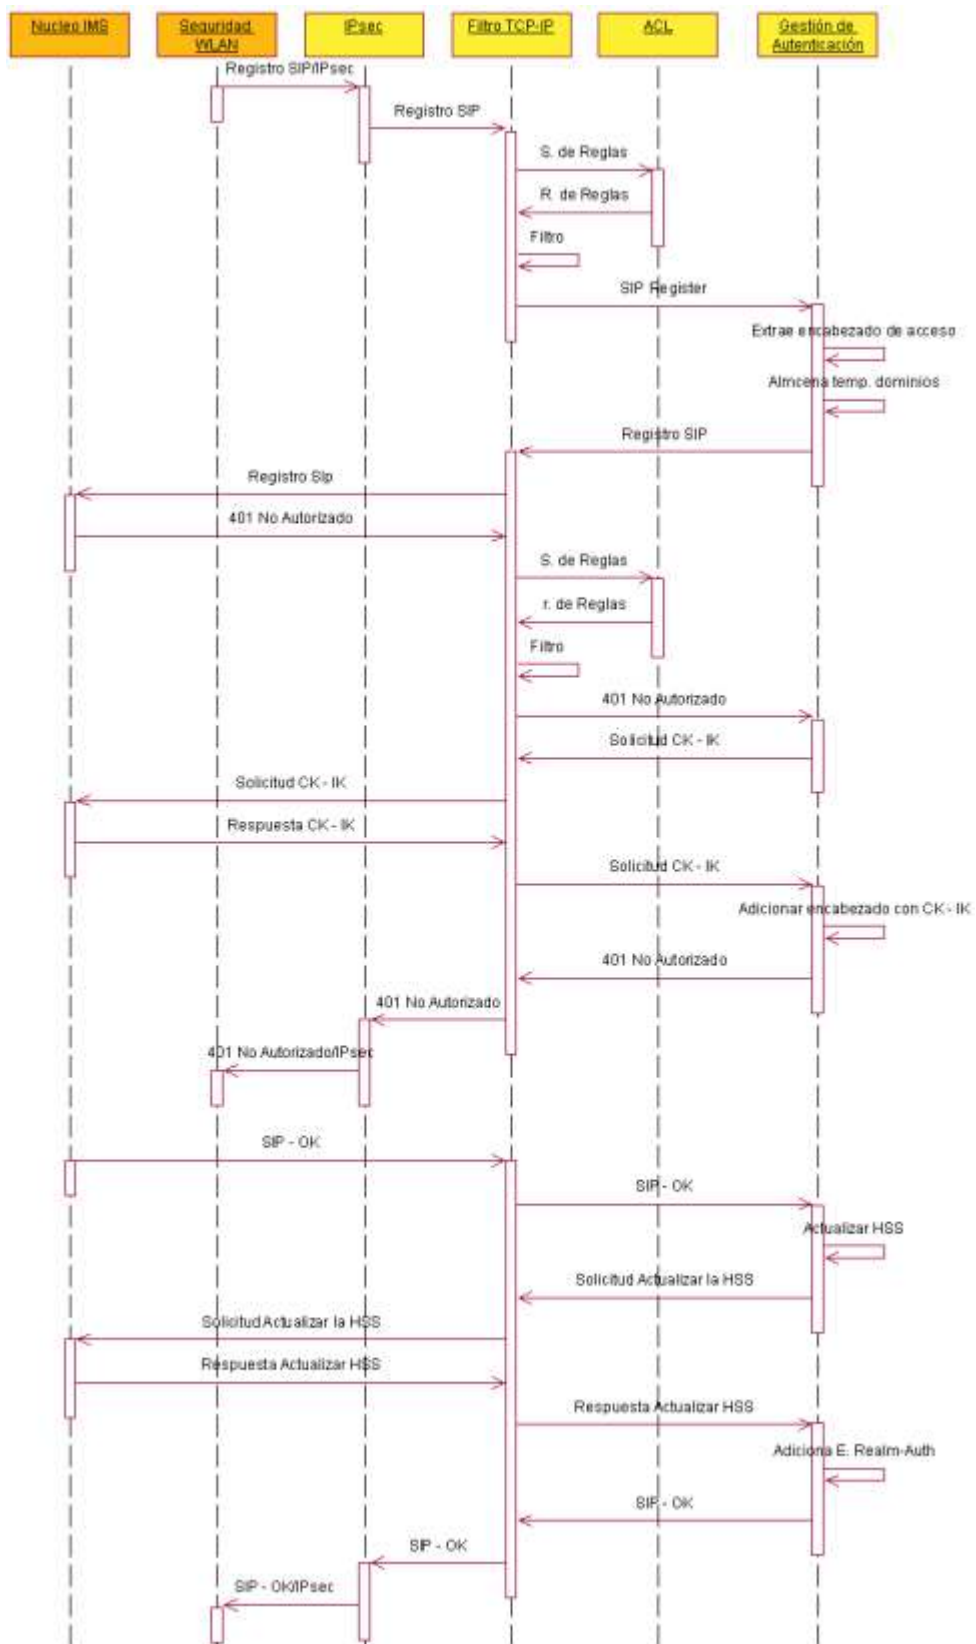 Nucleo IMS
Seguridad
WLAN
IPsec
Filtro TCP-IP
ACL
Gestión de
Autenticación
Registro SIP/IPsec
Registro SIP
S. de Reglas
R. de Reglas
Filtro
SIP Register
Extrae encabezado de acceso
Almcena temp. dominios
Registro SIP
Registro SIp
401 No Autorizado
S. de Reglas
r. de Reglas
Filtro
401 No Autorizado
Solicitud CK - IK
Solicitud CK - IK
Respuesta CK - IK
Solicitud CK - IK
Adicionar encabezado con CK - IK
401 No Autorizado
401 No Autorizado
401 No Autorizado/IPsec
SIP - OK
SIP - OK
Actualizar HSS
Solicitud Actualizar la HSS
Solicitud Actualizar la HSS
Respuesta Actualizar HSS
Respuesta Actualizar HSS
Adiciona E. Realm-Auth
SIP - OK
SIP - OK
SIP - OK/IPsec